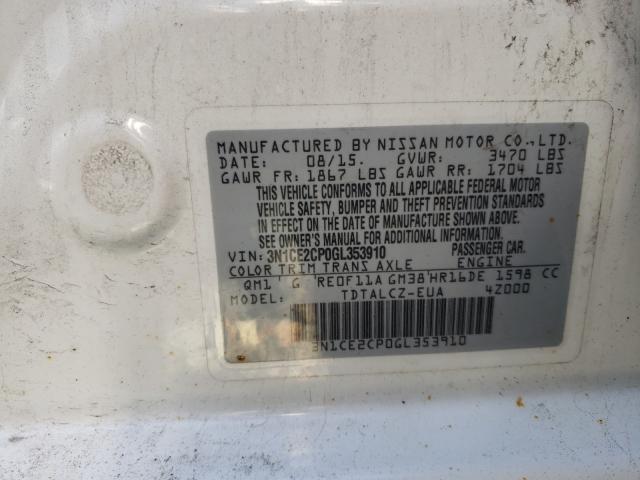 MANUFACTURED BY NISSAN MOTOR CO.,LTD.
DATE: 08/15. GVWR: 3470 LBS
GAWR FR: 1867 LBS GAWR RR: 1704 LBS
THIS VEHICLE CONFORMS TO ALL APPLICABLE FEDERAL MOTOR
VEHICLE SAFETY, BUMPER AND THEFT PREVENTION STANDARDS
IN EFFECT ON THE DATE OF MANUFACTURE SHOWN ABOVE.
SEE OWNER'S MANUAL FOR ADDITIONAL INFORMATION.
VIN: 3N1CE2CP0GL353910 PASSENGER CAR.
COLOR TRIM TRANS AXLE ENGINE
QM1 G RE0F11A GM38 HR16DE 1598 CC
MODEL TDTALCZ-EUA 4Z000
3N1CE2CP0GL353910